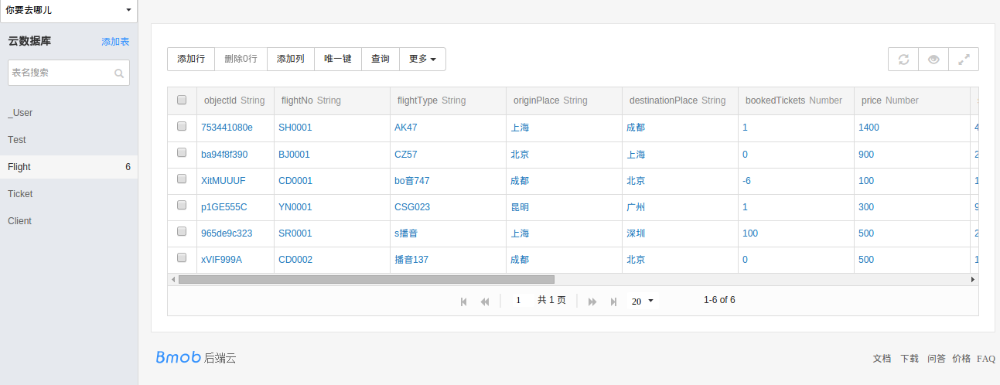 你要去哪儿
云数据库 添加表
表名搜索
_User
Test
Flight 6
Ticket
Client
添加行 删除0行 添加列 唯一键 查询 更多
objectId String flightNo String flightType String originPlace String destinationPlace String bookedTickets Number price Number
753441080e SH0001 AK47 上海 成都 1 1400 4
ba94f8f390 BJ0001 CZ57 北京 上海 0 900 2
XitMUUUF CD0001 bo音747 成都 北京 -6 100 1
p1GE555C YN0001 CSG023 昆明 广州 1 300 9
965de9c323 SR0001 s播音 上海 深圳 100 500 2
xVIF999A CD0002 播音137 成都 北京 0 500 1
1 共 1 页 20 1-6 of 6
Bmob 后端云
文档 下载 问答 价格 FAQ